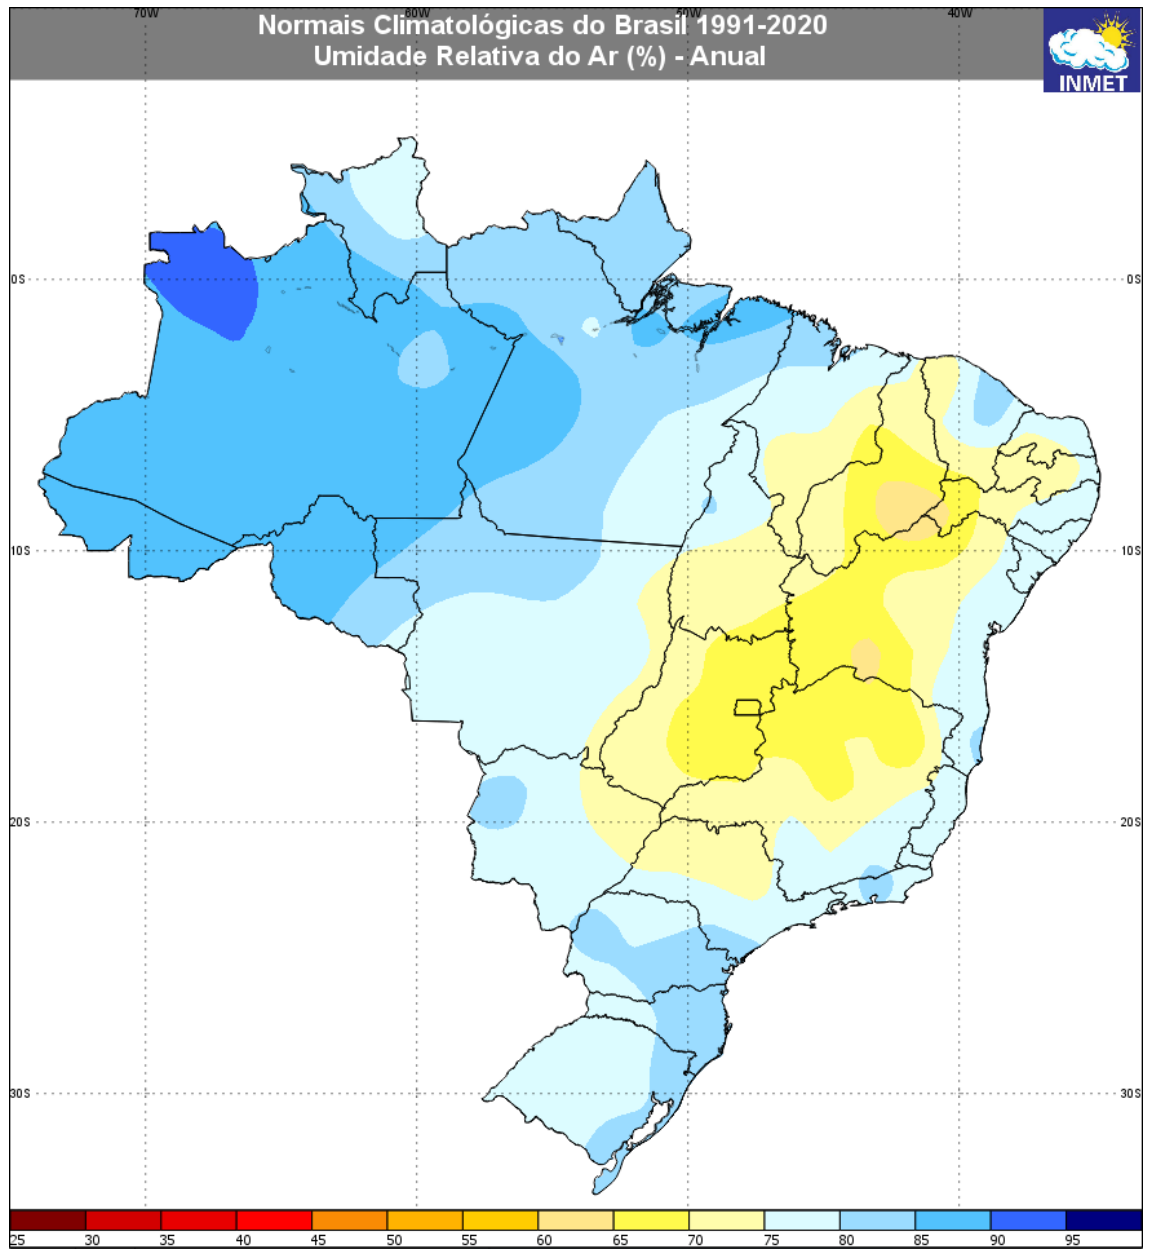 70W 60W 50W 40W
Normais Climatológicas do Brasil 1991-2020
Umidade Relativa do Ar (%) - Anual
INMET
0S 0S
10S 10S
20S 20S
30S 30S
25 30 35 40 45 50 55 60 65 70 75 80 85 90 95